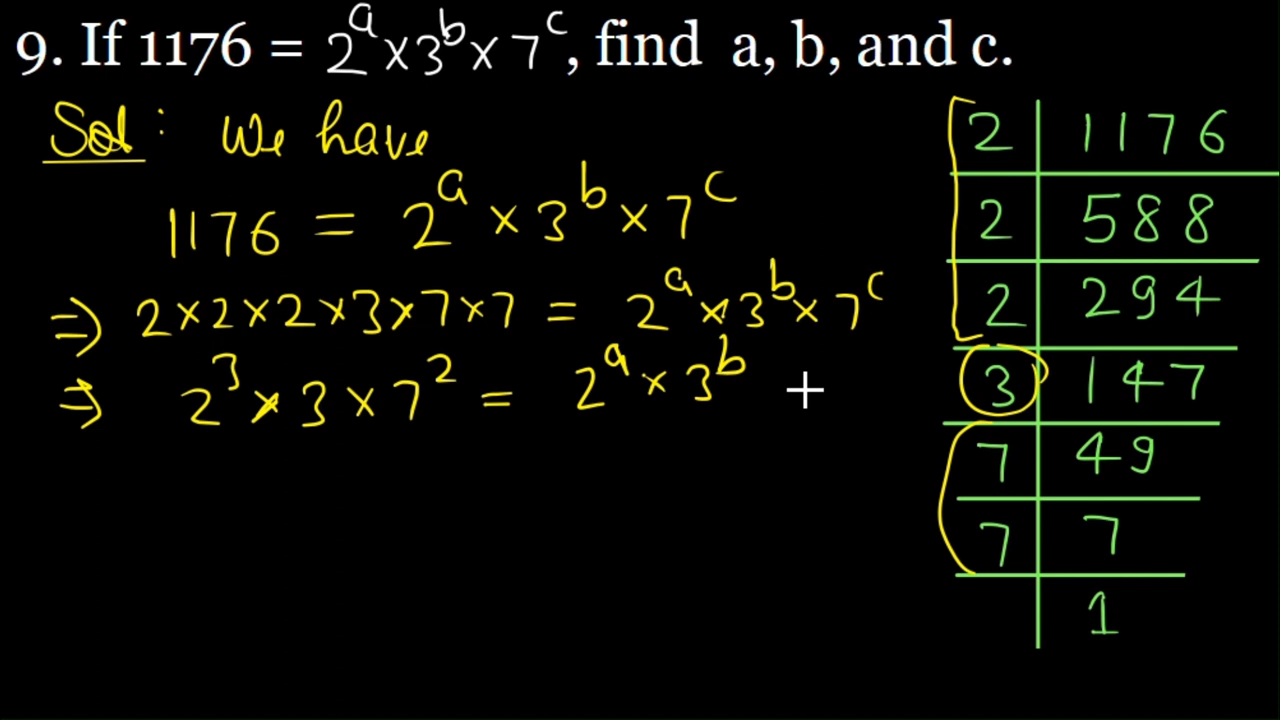 9. If 1176 = 2^a × 3^b × 7^c, find a, b, and c.
Sol : We have
1176 = 2^a × 3^b × 7^c
⇒ 2 × 2 × 2 × 3 × 7 × 7 = 2^a × 3^b × 7^c
⇒ 2^3 × 3 × 7^2 = 2^a × 3^b
2 | 1176
2 | 588
2 | 294
3 | 147
7 | 49
7 | 7
| 1